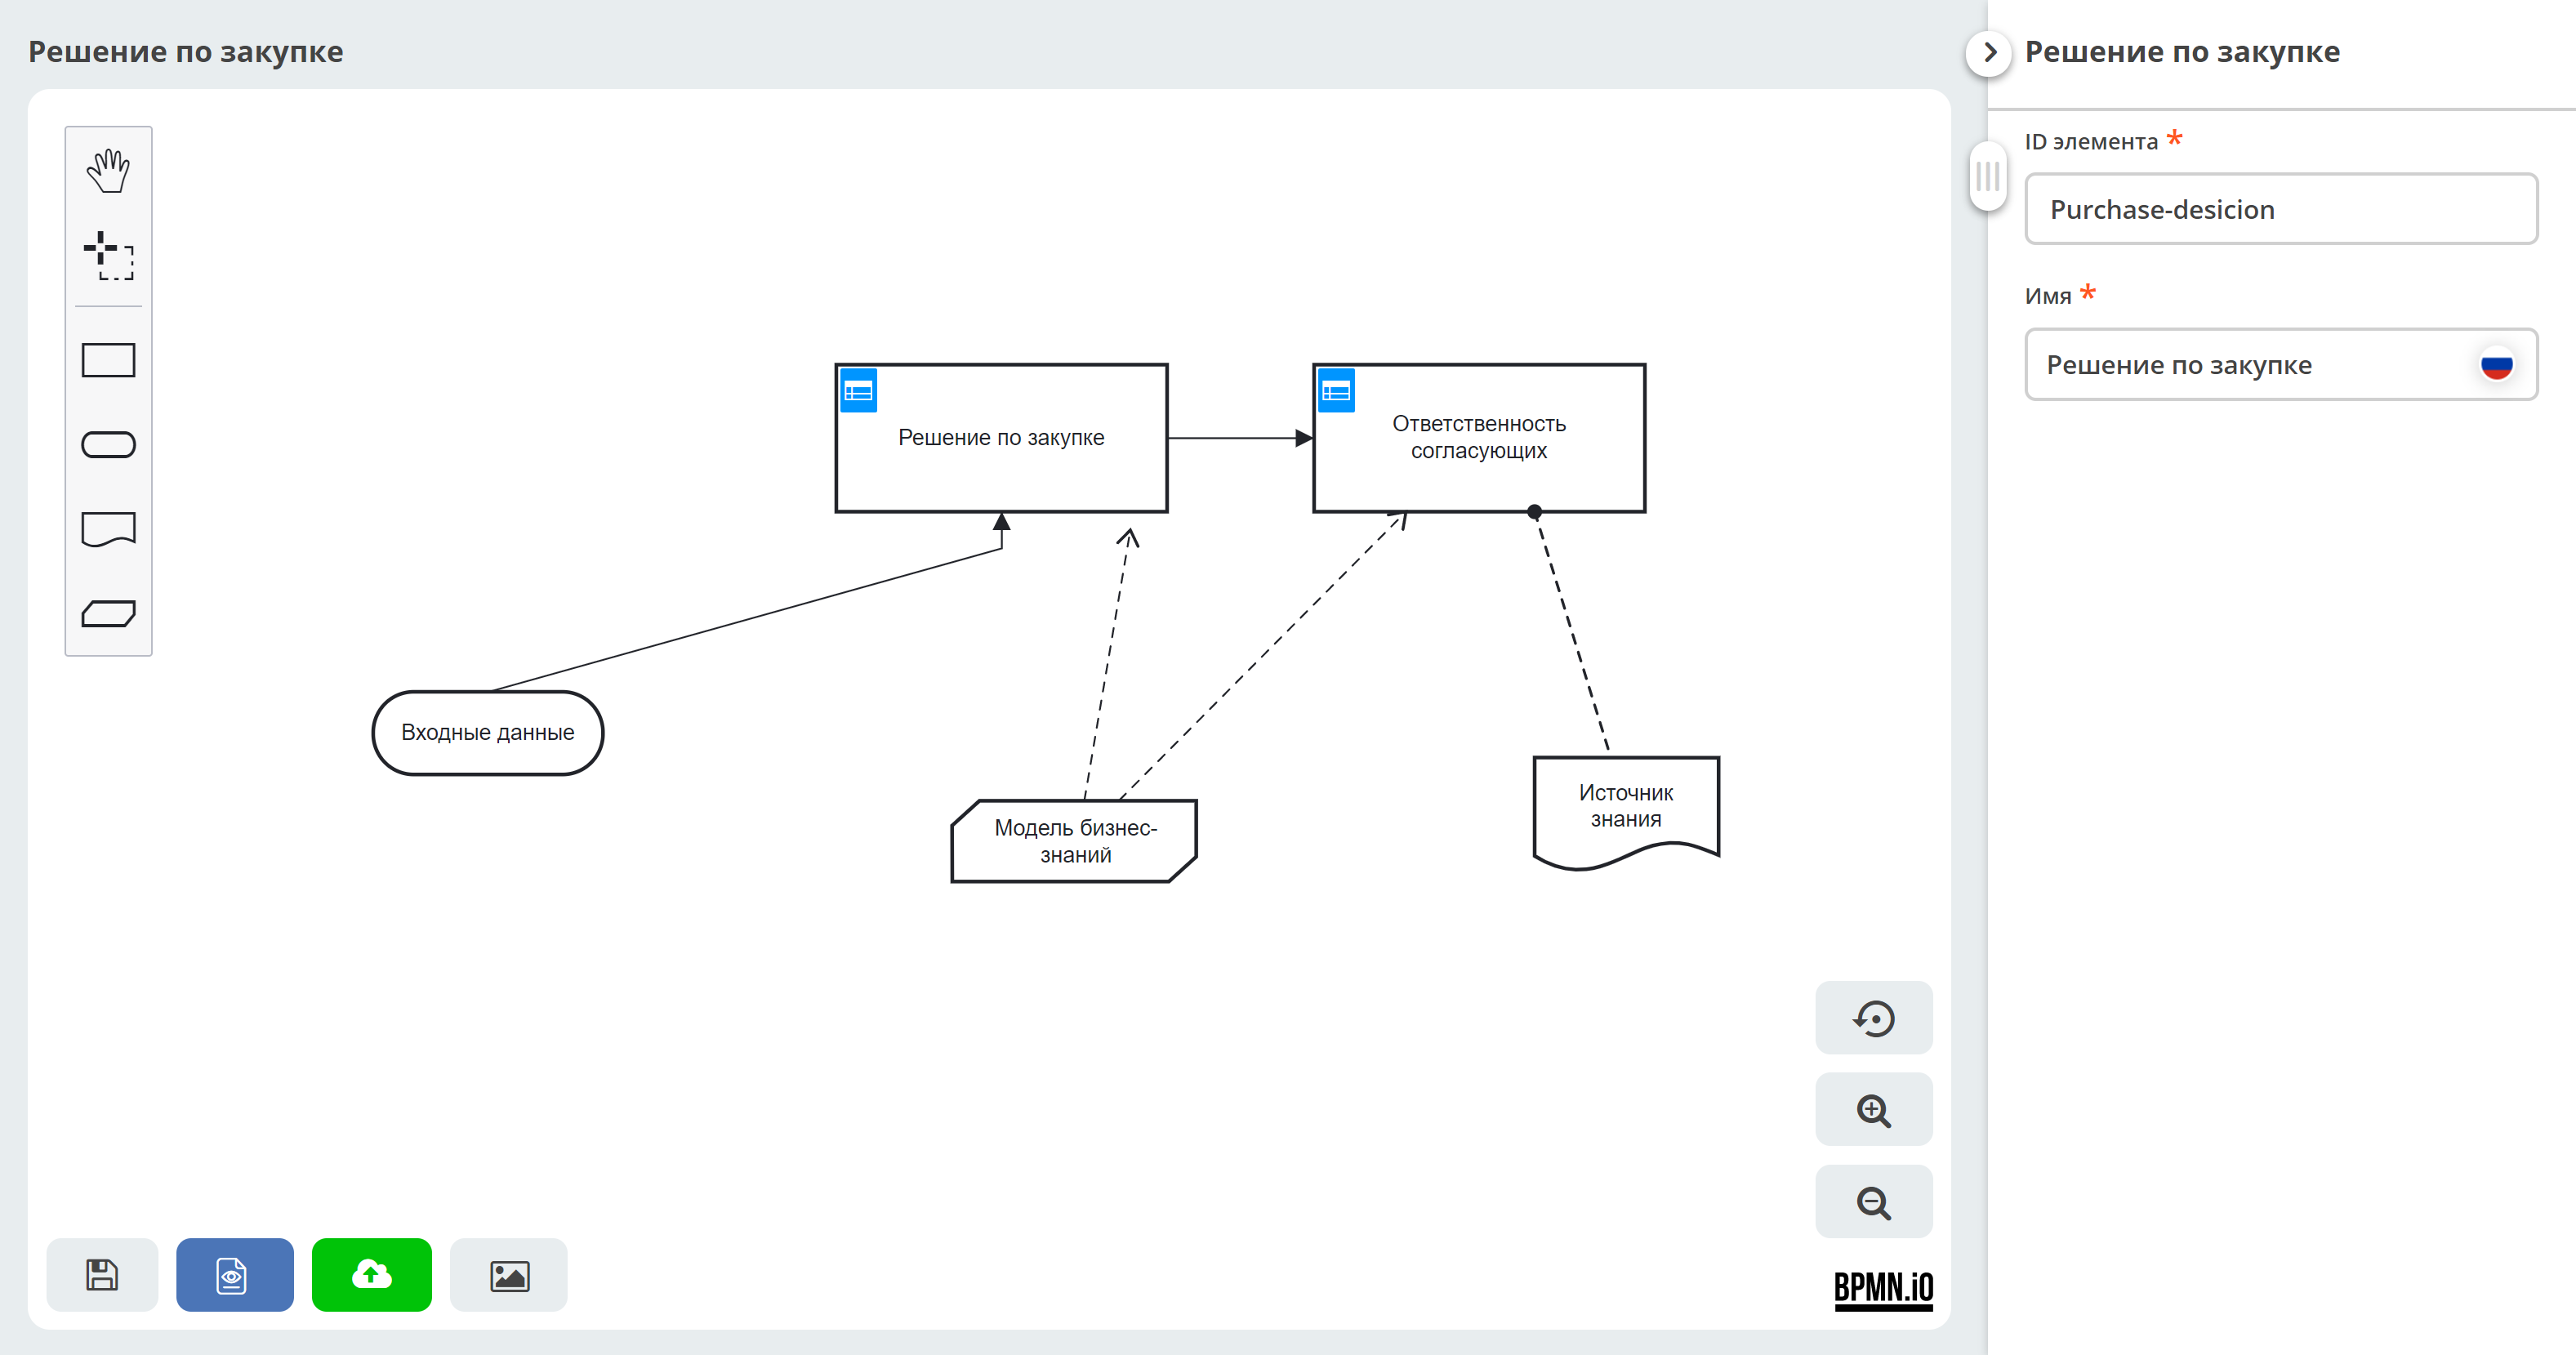 Решение по закупке
Решение по закупке
ID элемента *
Purchase-desicion
Имя *
Решение по закупке
Решение по закупке
Ответственность
согласующих
Входные данные
Модель бизнес-
знаний
Источник
знания
BPMN.iO